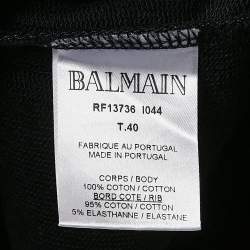 BALMAIN
RF13736 I044
T.40
FABRIQUE AU PORTUGAL
MADE IN PORTUGAL
CORPS / BODY
100% COTON / COTTON
BORD COTE / RIB
95% COTON / COTTON
5% ELASTHANNE / ELASTANE